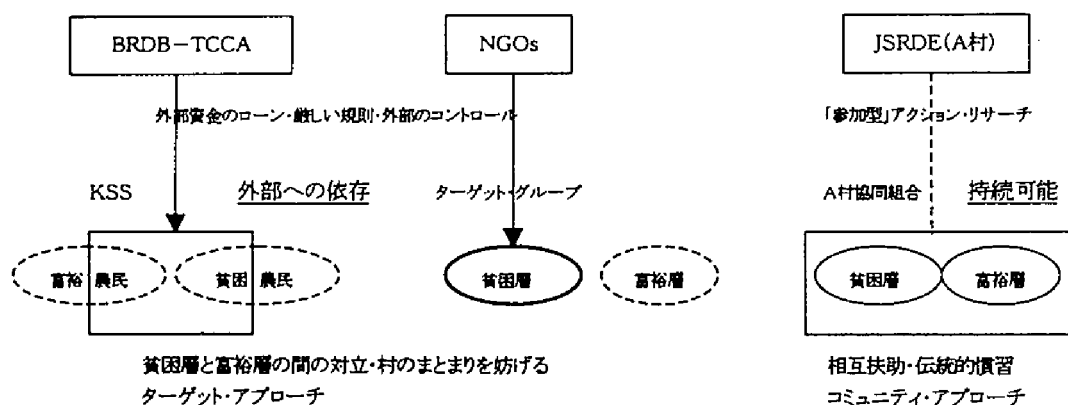 BRDB－TCCA
NGOs
JSRDE(A村)
外部資金のローン・厳しい規則・外部のコントロール
「参加型」アクション・リサーチ
KSS
外部への依存
ターゲット・グループ
A村協同組合
持続可能
富裕 農民
貧困 農民
貧困層
富裕層
貧困層
富裕層
貧困層と富裕層の間の対立・村のまとまりを妨げる
ターゲット・アプローチ
相互扶助・伝統的慣習
コミュニティ・アプローチ